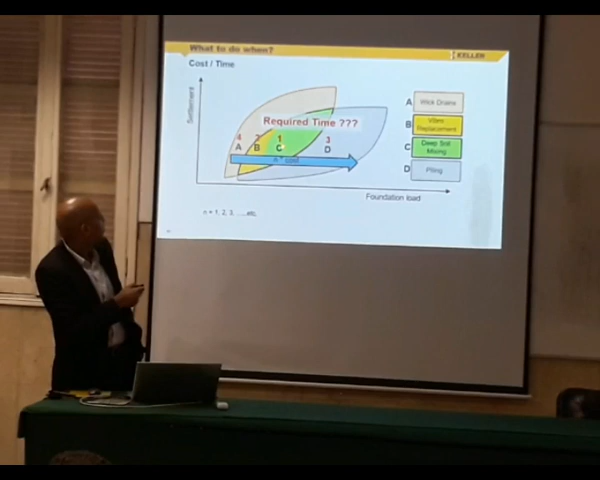 What to do when?
KELLER
Cost / Time
Settlement
Required Time ???
4 2 1 3
A B C D
n * cost
A Wick Drains
B Vibro Replacement
C Deep Soil Mixing
D Piling
Foundation load
n = 1, 2, 3, ......etc.